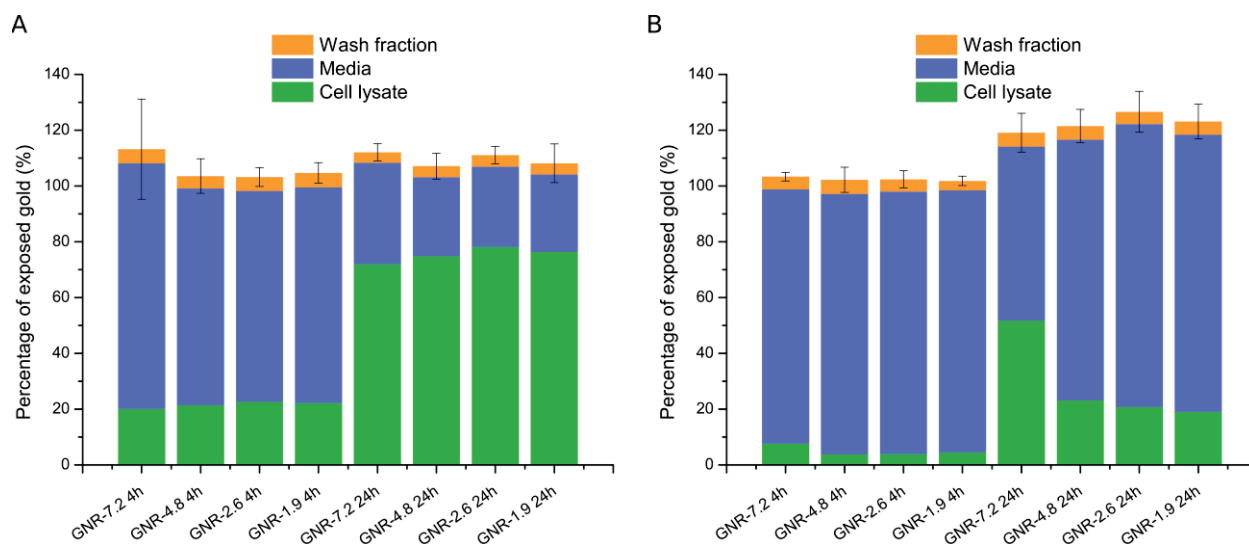 A
Wash fraction
Media
Cell lysate
Percentage of exposed gold (%)
140
120
100
80
60
40
20
0
GNR-7.2 4h
GNR-4.8 4h
GNR-2.6 4h
GNR-1.9 4h
GNR-7.2 24h
GNR-4.8 24h
GNR-2.6 24h
GNR-1.9 24h
B
Wash fraction
Media
Cell lysate
Percentage of exposed gold (%)
140
120
100
80
60
40
20
0
GNR-7.2 4h
GNR-4.8 4h
GNR-2.6 4h
GNR-1.9 4h
GNR-7.2 24h
GNR-4.8 24h
GNR-2.6 24h
GNR-1.9 24h